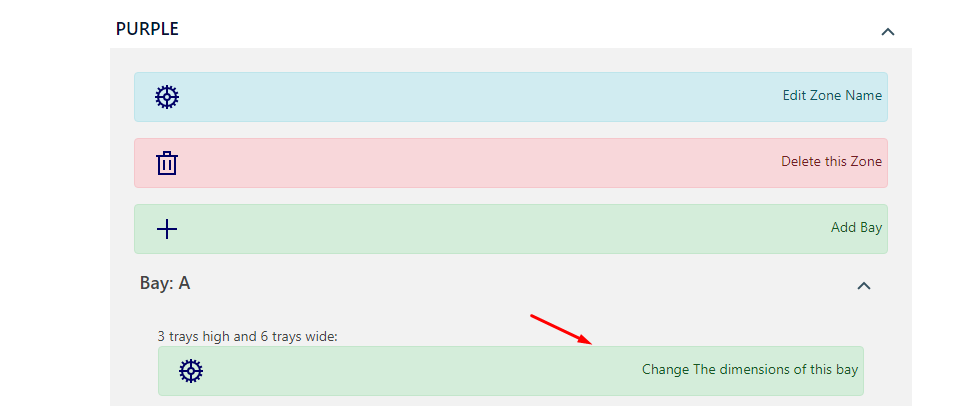 PURPLE
Edit Zone Name
Delete this Zone
Add Bay
Bay: A
3 trays high and 6 trays wide:
Change The dimensions of this bay